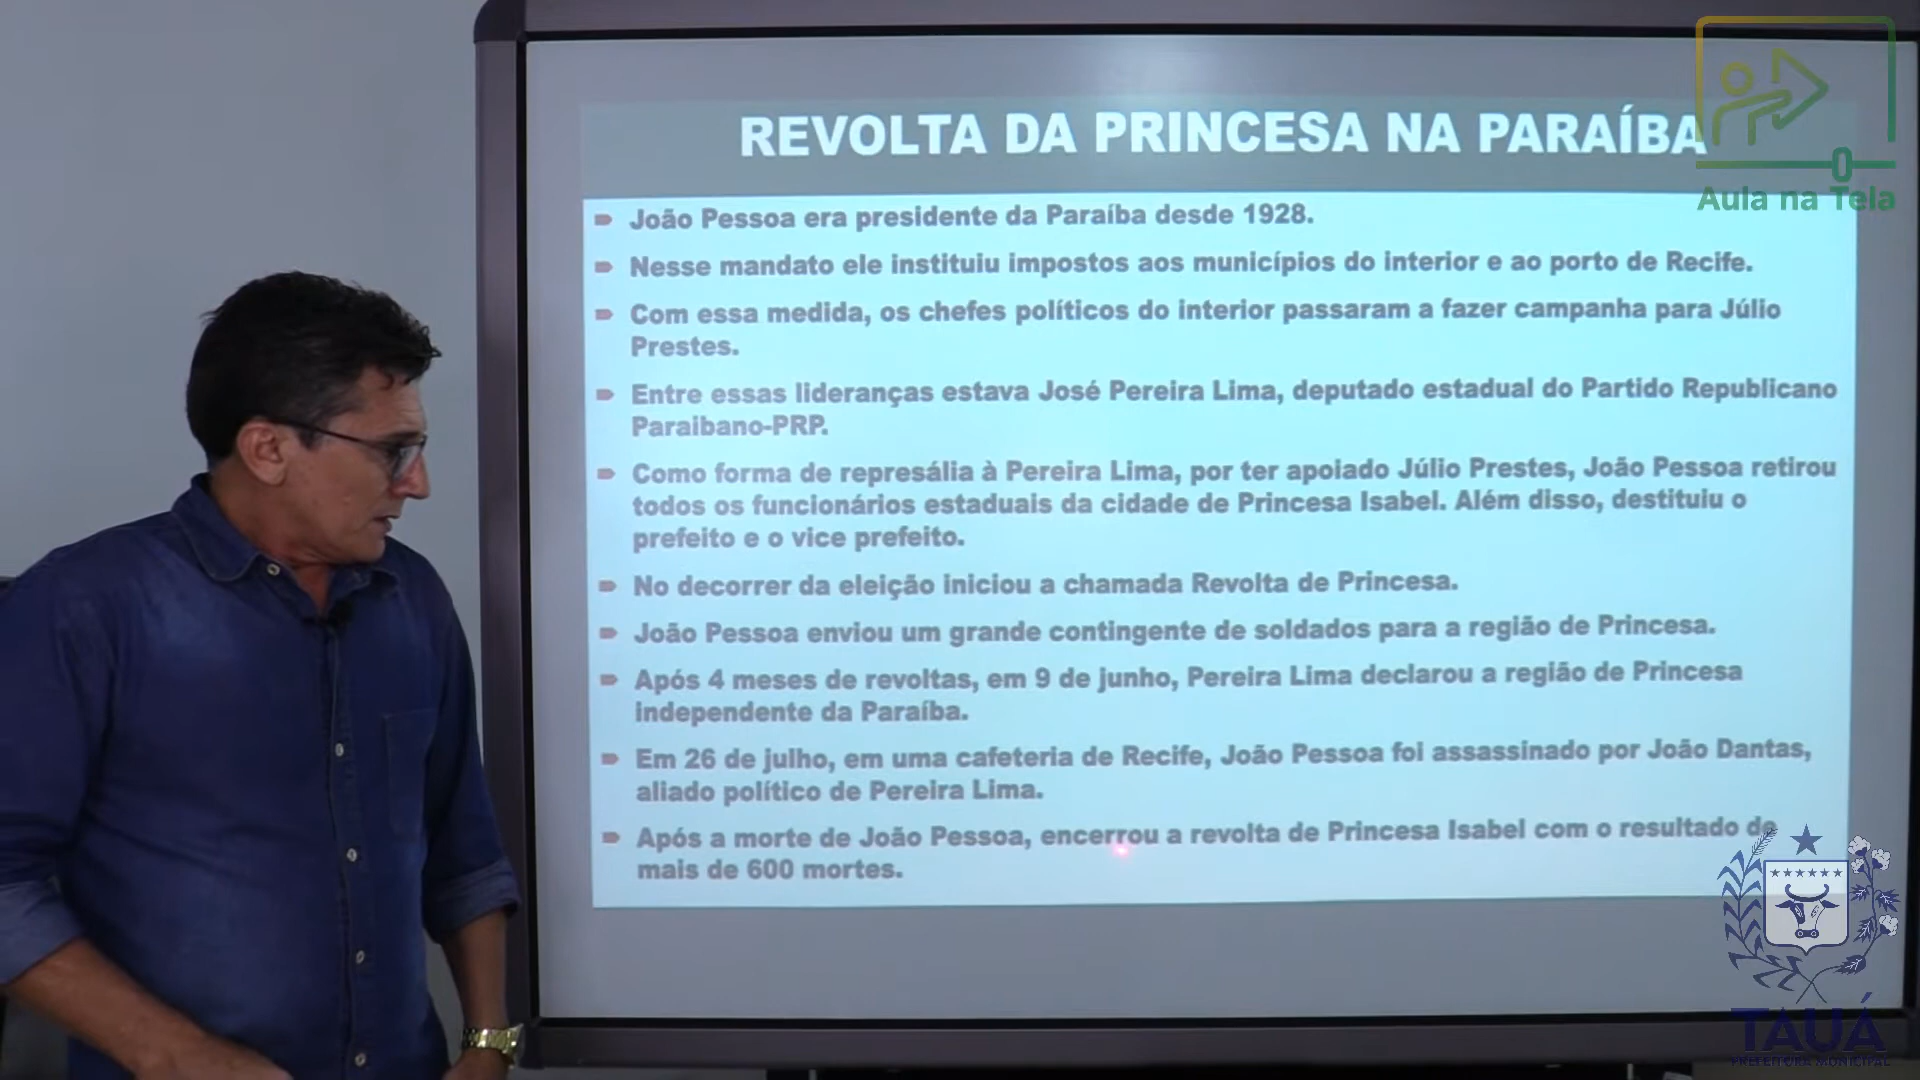 REVOLTA DA PRINCESA NA PARAÍBA
Aula na Tela
João Pessoa era presidente da Paraíba desde 1928.
Nesse mandato ele instituiu impostos aos municípios do interior e ao porto de Recife.
Com essa medida, os chefes políticos do interior passaram a fazer campanha para Júlio
Prestes.
Entre essas lideranças estava José Pereira Lima, deputado estadual do Partido Republicano
Paraibano-PRP.
Como forma de represália à Pereira Lima, por ter apoiado Júlio Prestes, João Pessoa retirou
todos os funcionários estaduais da cidade de Princesa Isabel. Além disso, destituiu o
prefeito e o vice prefeito.
No decorrer da eleição iniciou a chamada Revolta de Princesa.
João Pessoa enviou um grande contingente de soldados para a região de Princesa.
Após 4 meses de revoltas, em 9 de junho, Pereira Lima declarou a região de Princesa
independente da Paraíba.
Em 26 de julho, em uma cafeteria de Recife, João Pessoa foi assassinado por João Dantas,
aliado político de Pereira Lima.
Após a morte de João Pessoa, encerrou a revolta de Princesa Isabel com o resultado de
mais de 600 mortes.
TAUÁ
PREFEITURA MUNICIPAL